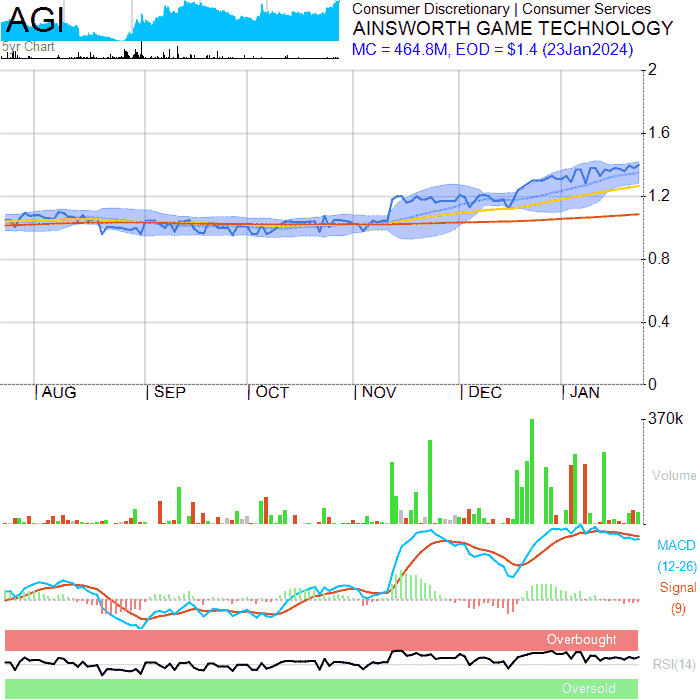 AGI
5yr Chart
Consumer Discretionary | Consumer Services
AINSWORTH GAME TECHNOLOGY
MC = 464.8M, EOD = $1.4 (23Jan2024)
2
1.6
1.2
0.8
0.4
0
AUG SEP OCT NOV DEC JAN
370k
Volume
MACD
(12-26)
Signal
(9)
Overbought
RSI(14)
Oversold